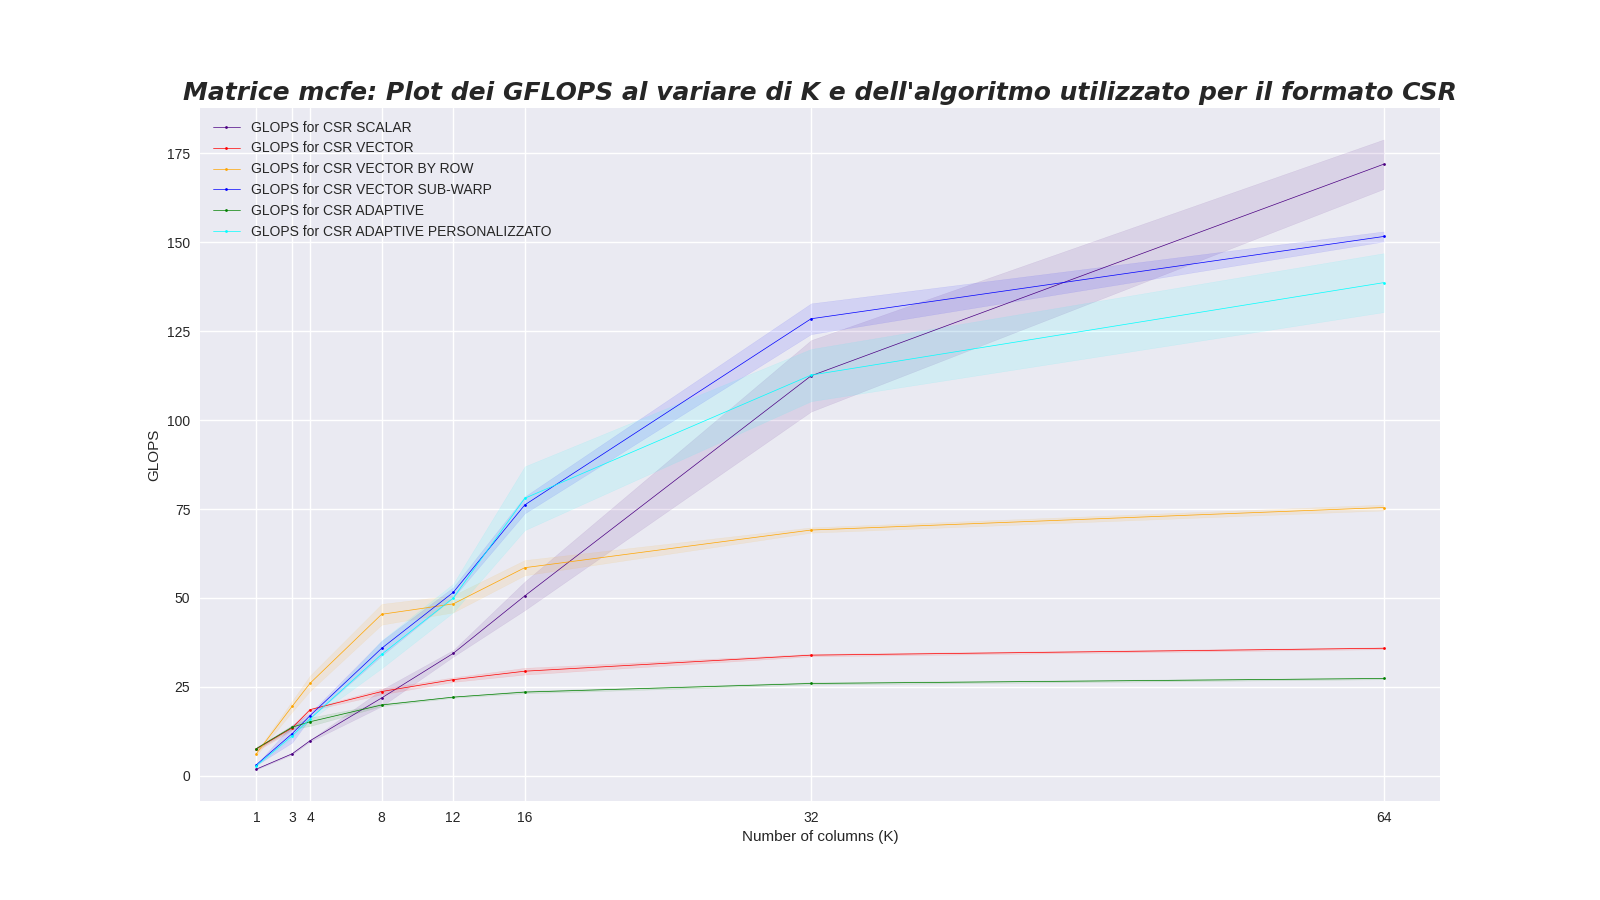 Matrice mcfe: Plot dei GFLOPS al variare di K e dell'algoritmo utilizzato per il formato CSR
GLOPS for CSR SCALAR
GLOPS for CSR VECTOR
GLOPS for CSR VECTOR BY ROW
GLOPS for CSR VECTOR SUB-WARP
GLOPS for CSR ADAPTIVE
GLOPS for CSR ADAPTIVE PERSONALIZZATO
175
150
125
100
75
50
25
0
GLOPS
1 3 4 8 12 16 32 64
Number of columns (K)